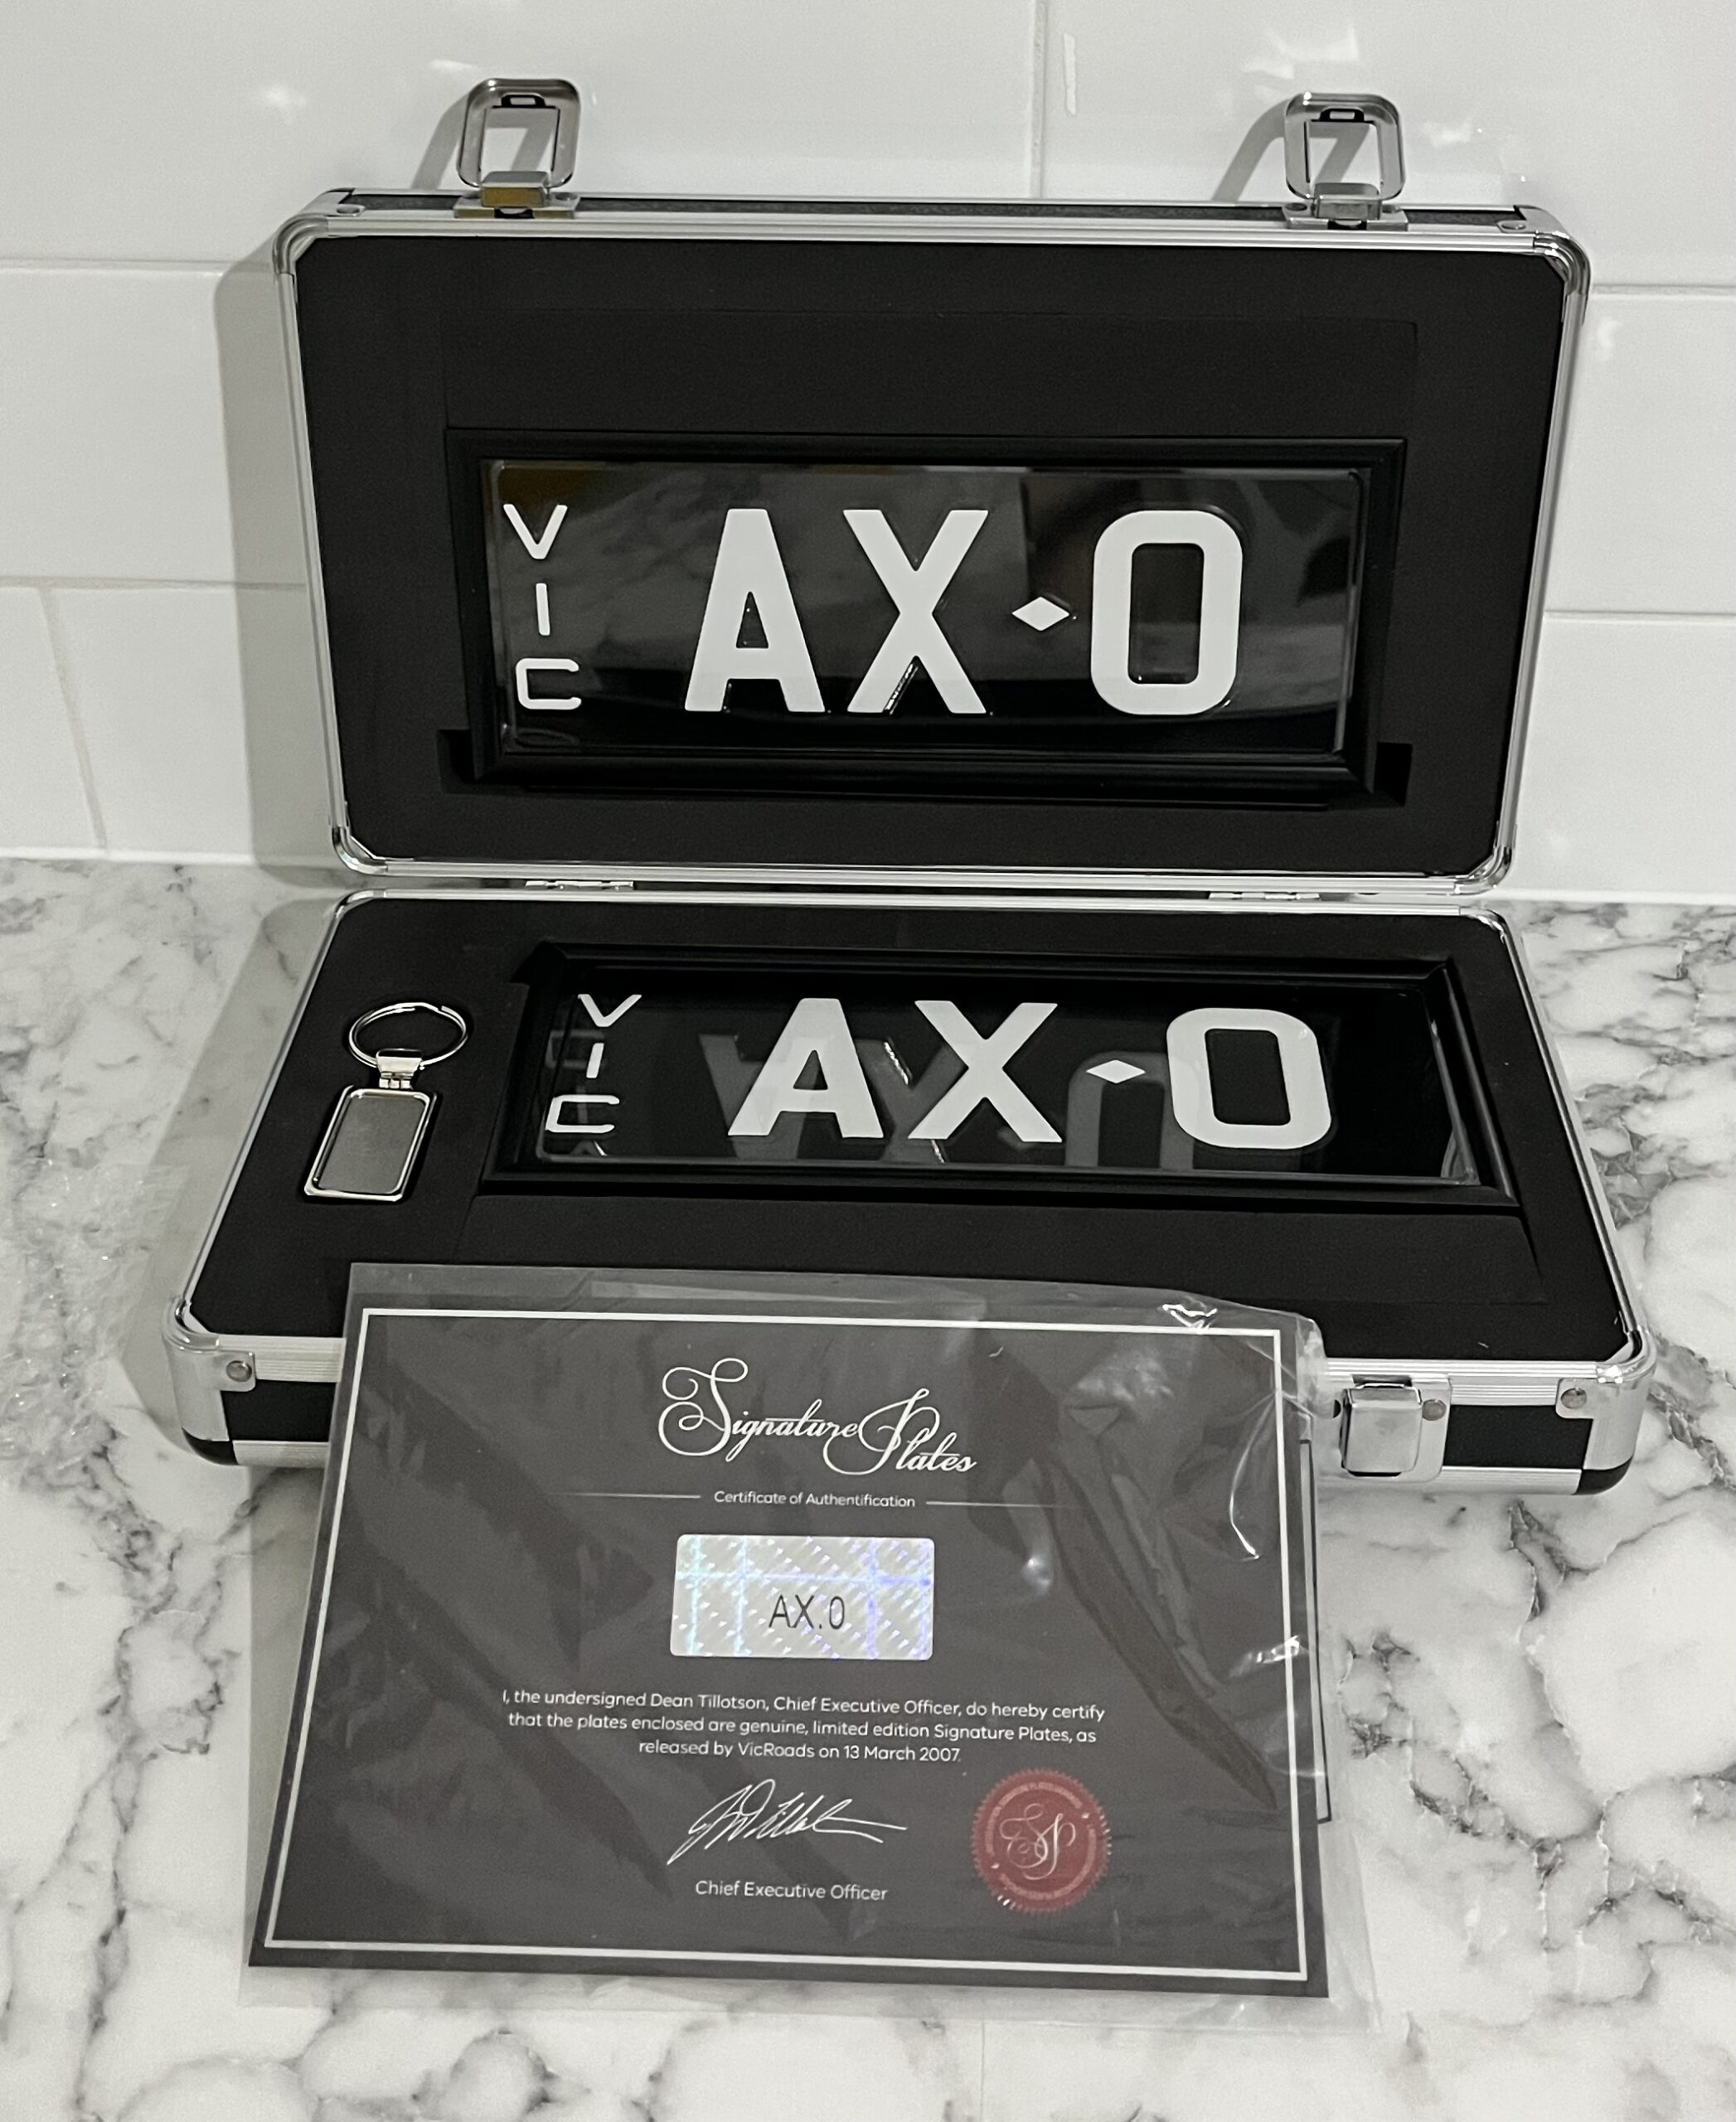 VIC AX◆0
VIC AX◆0
Signature Plates
Certificate of Authentification
AX.0
I, the undersigned Dean Tillotson, Chief Executive Officer, do hereby certify
that the plates enclosed are genuine, limited edition Signature Plates, as
released by VicRoads on 13 March 2007.
Chief Executive Officer
SP